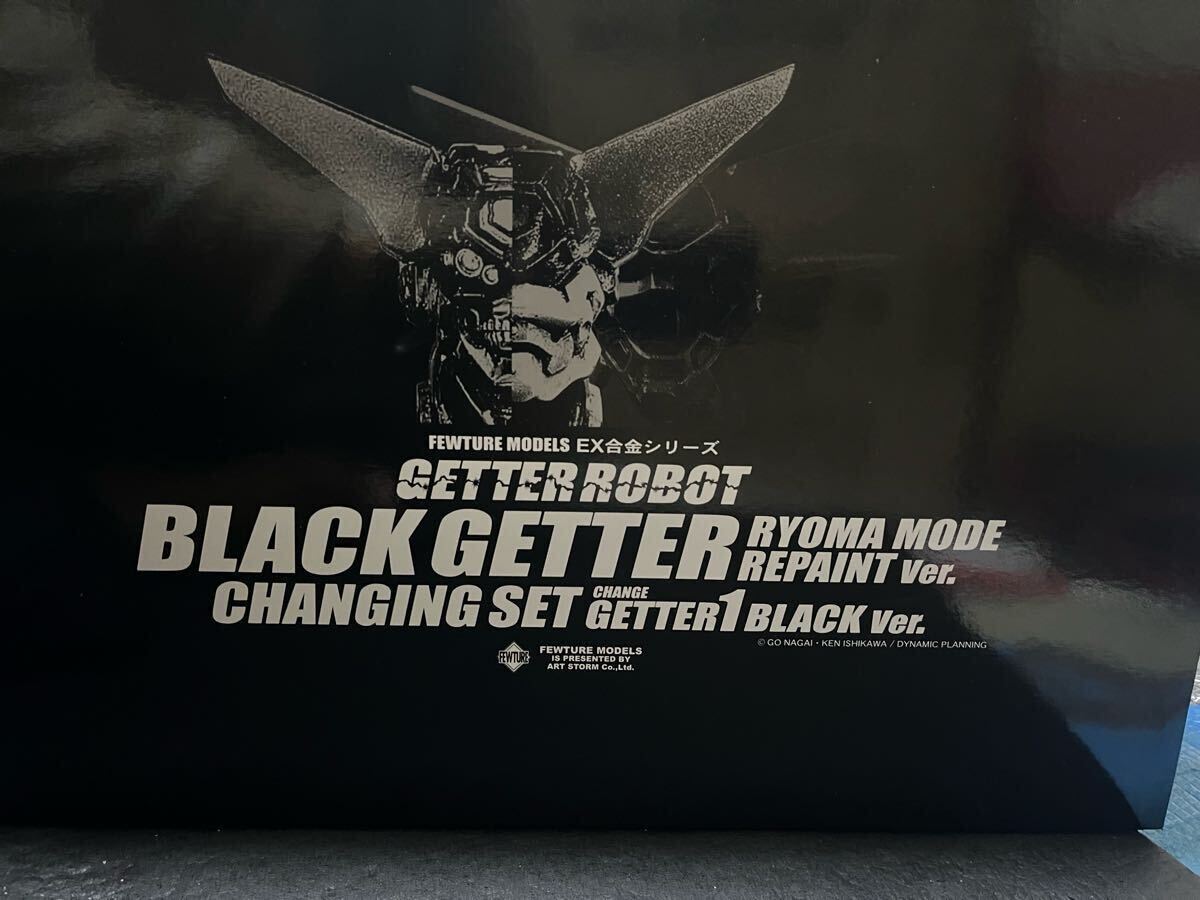 FEWTURE MODELS EX合金シリーズ
GETTER ROBOT
BLACK GETTER RYOMA MODE REPAINT Ver.
CHANGING SET CHANGE GETTER1 BLACK Ver.
© GO NAGAI・KEN ISHIKAWA / DYNAMIC PLANNING
FEWTURE
FEWTURE MODELS
IS PRESENTED BY
ART STORM Co.,Ltd.